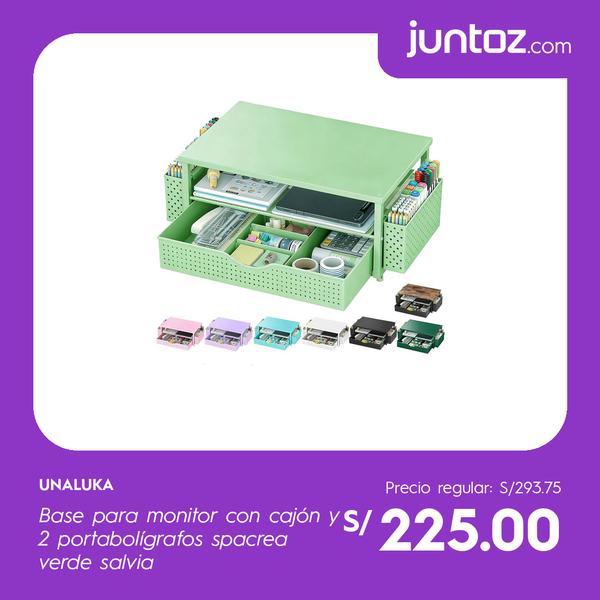 juntoz.com
UNALUKA
Base para monitor con cajón y
2 portabolígrafos spacrea
verde salvia
Precio regular: S/293.75
S/ 225.00